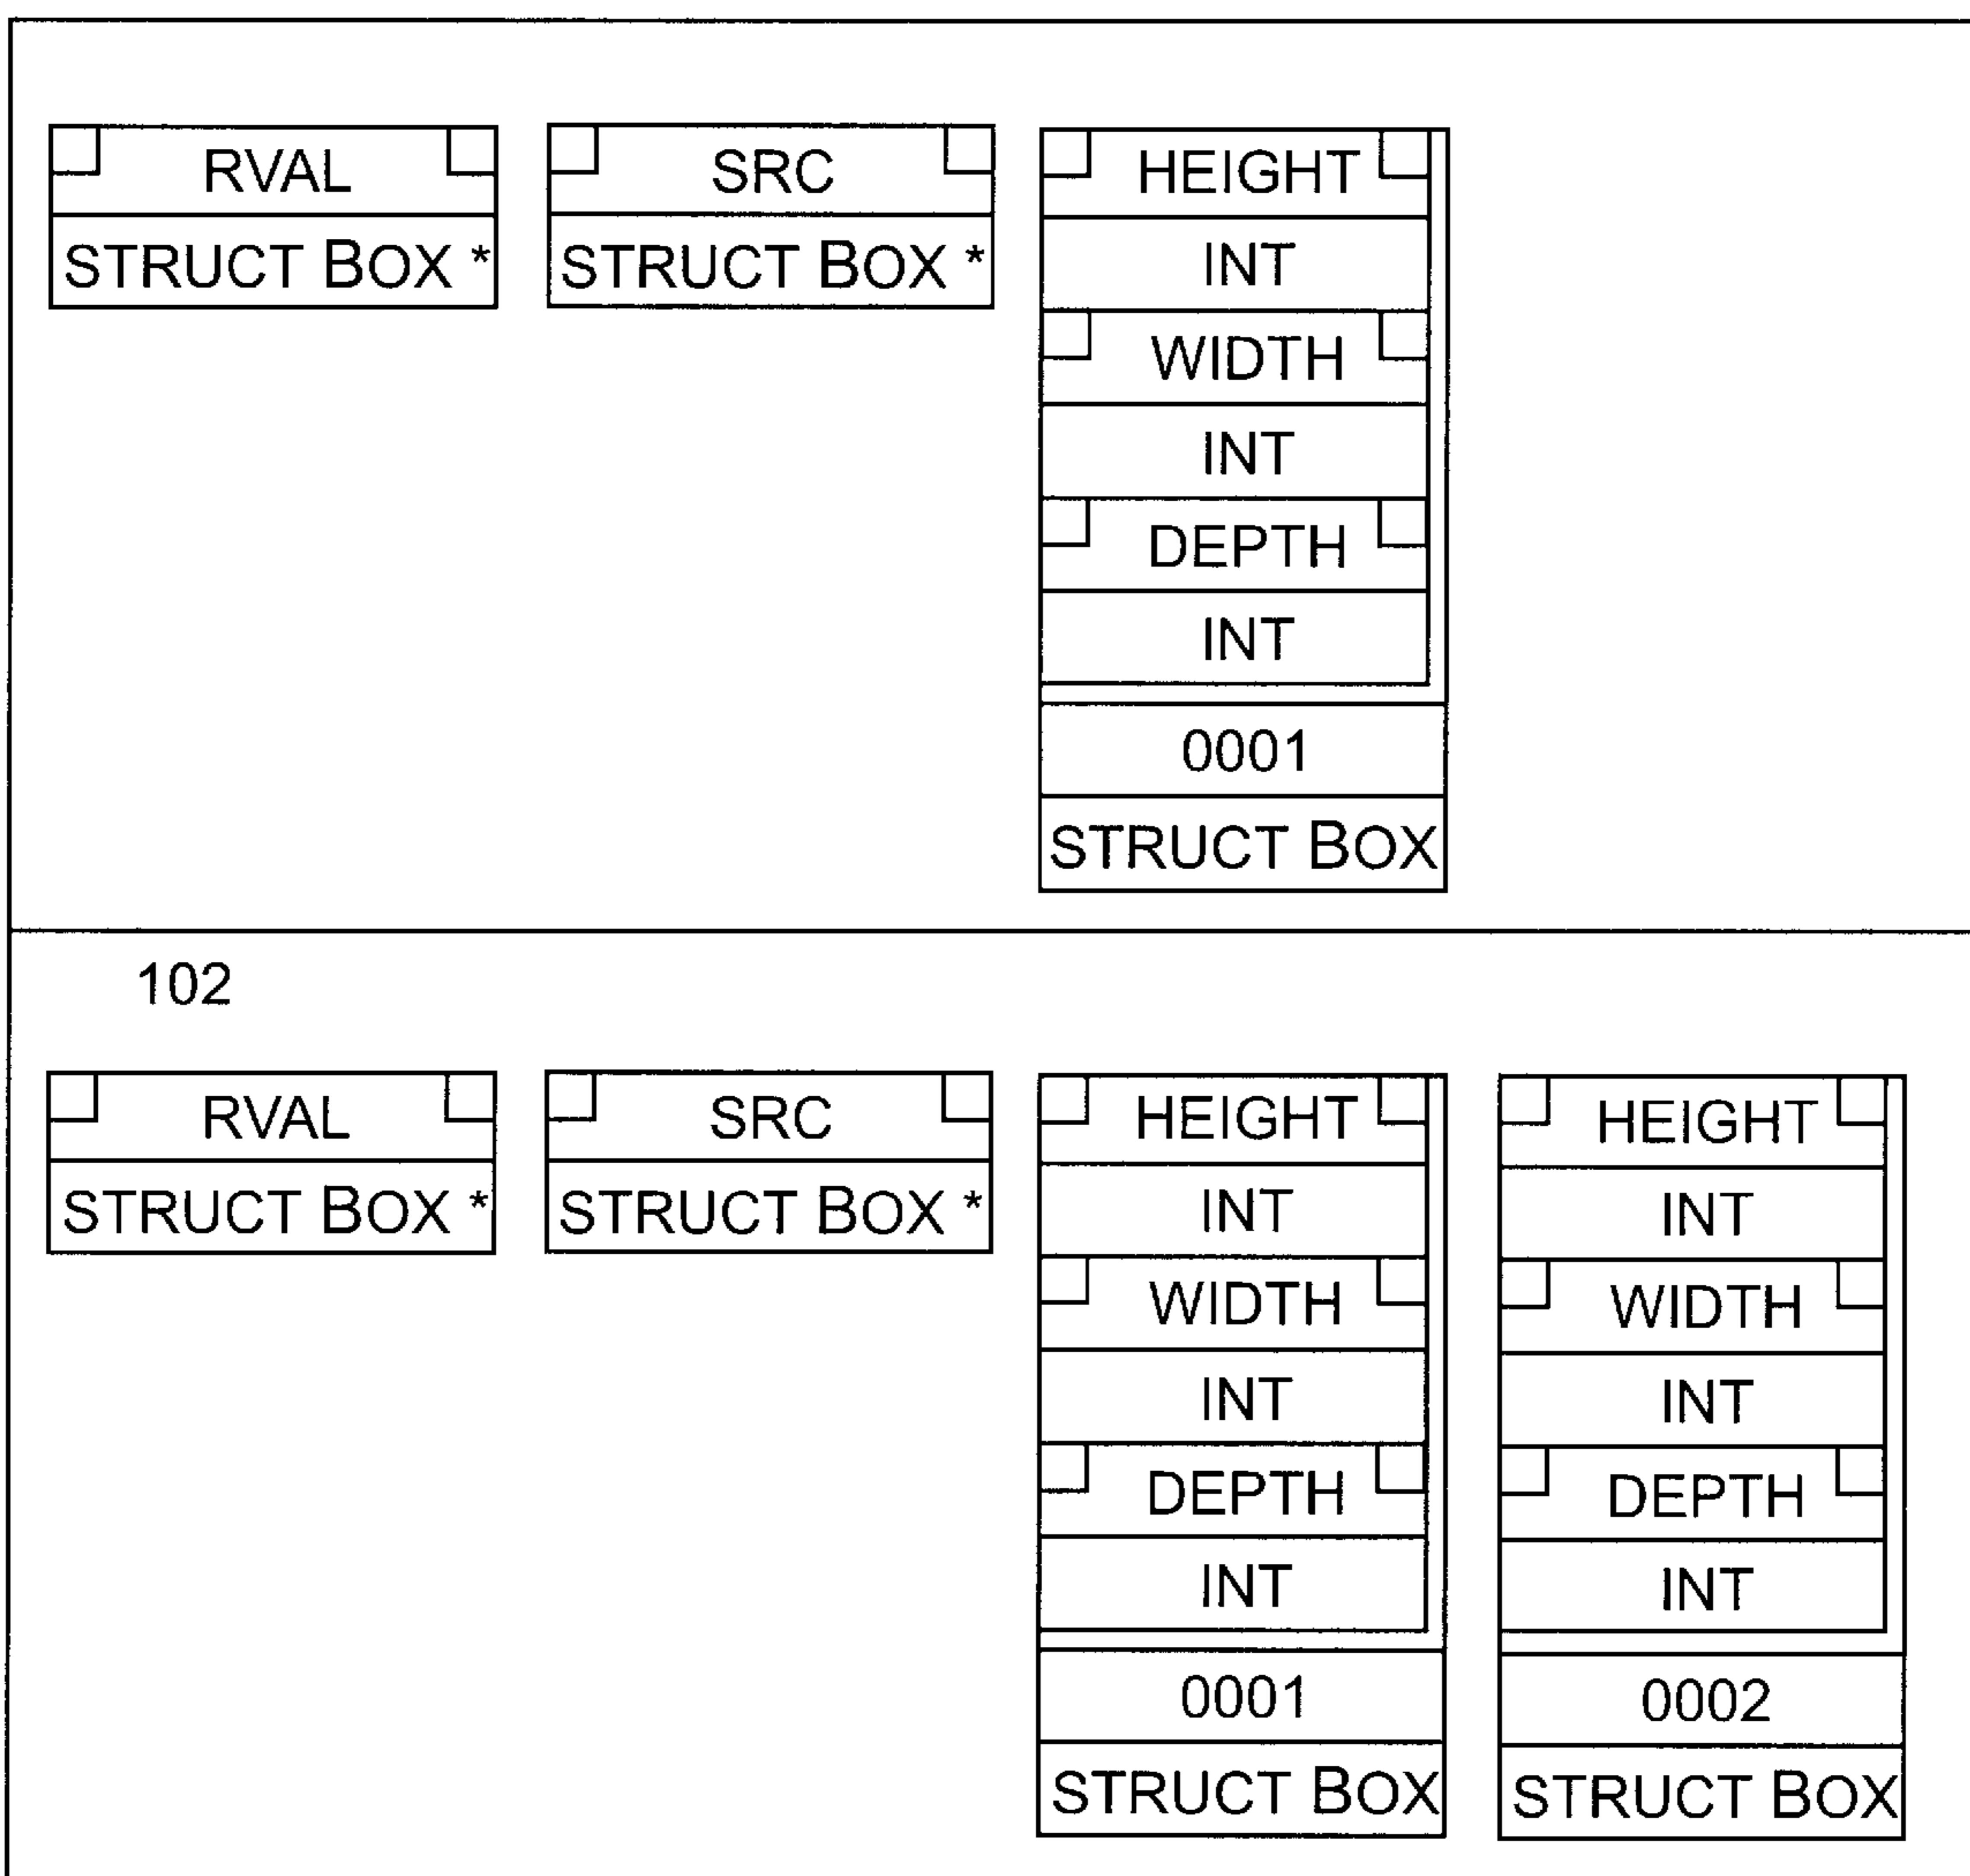 RVAL
STRUCT BOX *
SRC
STRUCT BOX *
HEIGHT
INT
WIDTH
INT
DEPTH
INT
0001
STRUCT BOX
102
RVAL
STRUCT BOX *
SRC
STRUCT BOX *
HEIGHT
INT
WIDTH
INT
DEPTH
INT
0001
STRUCT BOX
HEIGHT
INT
WIDTH
INT
DEPTH
INT
0002
STRUCT BOX